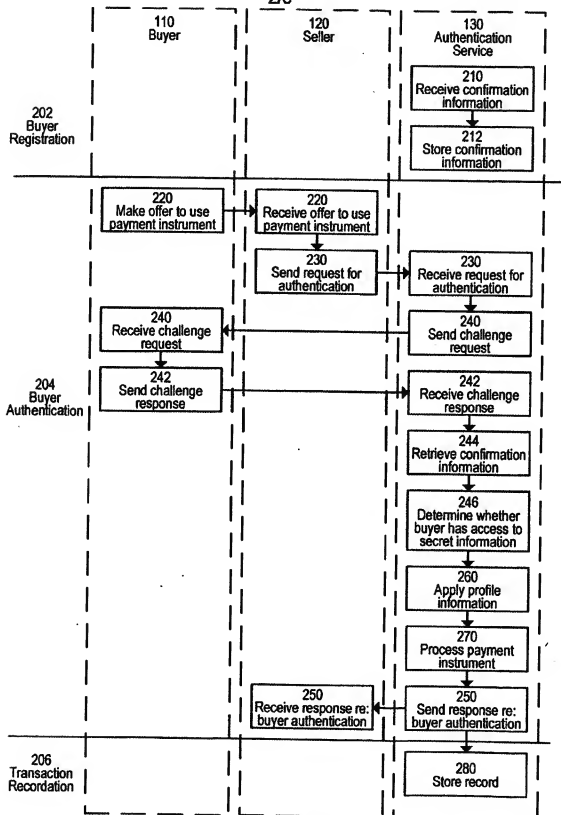 110
Buyer
120
Seller
130
Authentication
Service
210
Receive confirmation
information
202
Buyer
Registration
212
Store confirmation
information
220
Make offer to use
payment instrument
220
Receive offer to use
payment instrument
230
Send request for
authentication
230
Receive request for
authentication
240
Receive challenge
request
240
Send challenge
request
204
Buyer
Authentication
242
Send challenge
response
242
Receive challenge
response
244
Retrieve confirmation
information
246
Determine whether
buyer has access to
secret information
260
Apply profile
information
270
Process payment
instrument
250
Receive response re:
buyer authentication
250
Send response re:
buyer authentication
206
Transaction
Recordation
280
Store record